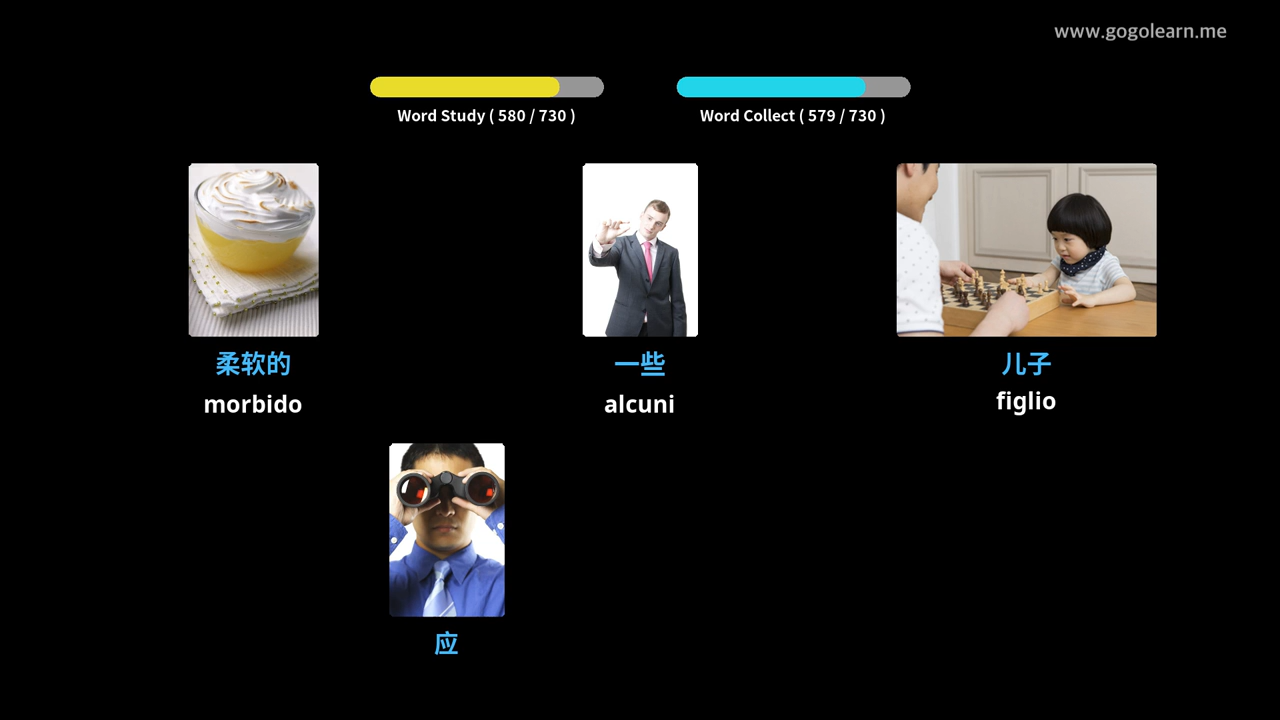 www.gogolearn.me
Word Study ( 580 / 730 )
Word Collect ( 579 / 730 )
柔软的
morbido
一些
alcuni
儿子
figlio
应